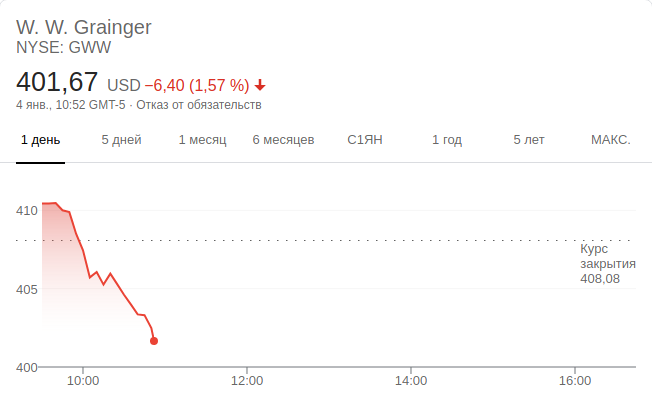 W. W. Grainger
NYSE: GWW
401,67 USD −6,40 (1,57 %)
4 янв., 10:52 GMT-5 · Отказ от обязательств
1 день 5 дней 1 месяц 6 месяцев С1ЯН 1 год 5 лет МАКС.
410
Курс
закрытия
408,08
405
400
10:00 12:00 14:00 16:00